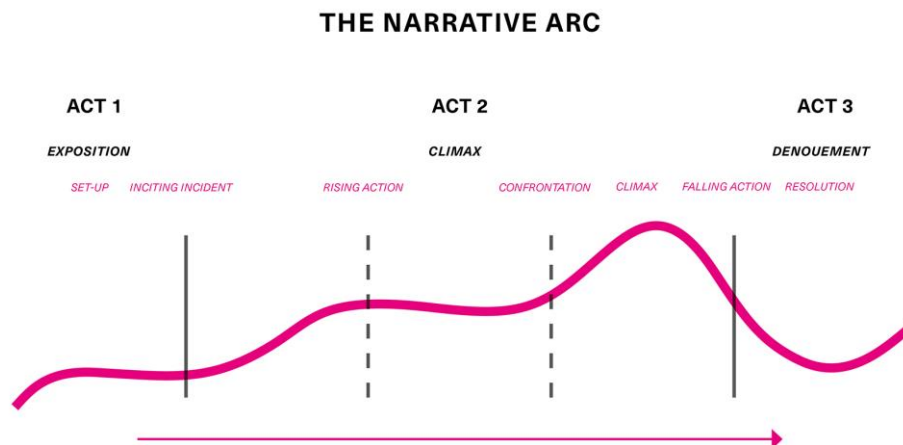 THE NARRATIVE ARC
ACT 1 ACT 2 ACT 3
EXPOSITION CLIMAX DENOUEMENT
SET-UP INCITING INCIDENT RISING ACTION CONFRONTATION CLIMAX FALLING ACTION RESOLUTION